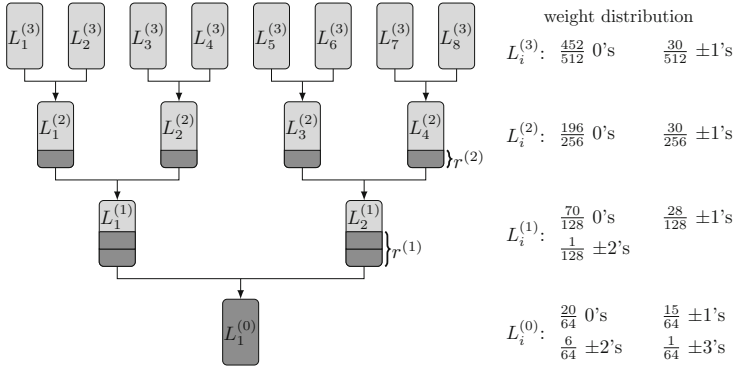 weight distribution
L_1^{(3)} L_2^{(3)} L_3^{(3)} L_4^{(3)} L_5^{(3)} L_6^{(3)} L_7^{(3)} L_8^{(3)}
L_i^{(3)}: 452/512 0's 30/512 ±1's
L_1^{(2)} L_2^{(2)} L_3^{(2)} L_4^{(2)}
r^{(2)}
L_i^{(2)}: 196/256 0's 30/256 ±1's
L_1^{(1)} L_2^{(1)}
r^{(1)}
L_i^{(1)}: 70/128 0's 28/128 ±1's
1/128 ±2's
L_1^{(0)}
L_i^{(0)}: 20/64 0's 15/64 ±1's
6/64 ±2's 1/64 ±3's